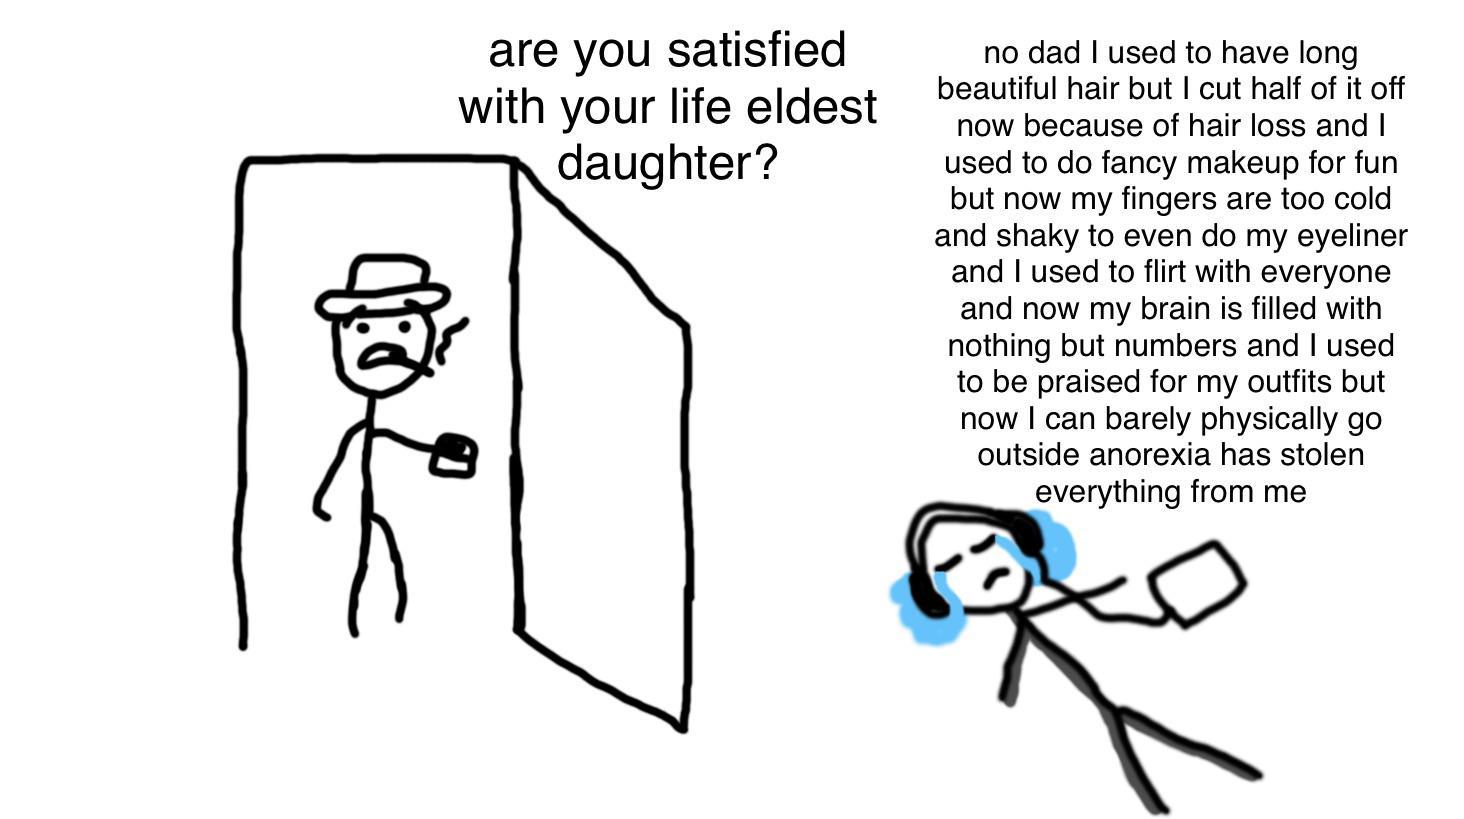 are you satisfied
with your life eldest
daughter?
no dad I used to have long
beautiful hair but I cut half of it off
now because of hair loss and I
used to do fancy makeup for fun
but now my fingers are too cold
and shaky to even do my eyeliner
and I used to flirt with everyone
and now my brain is filled with
nothing but numbers and I used
to be praised for my outfits but
now I can barely physically go
outside anorexia has stolen
everything from me